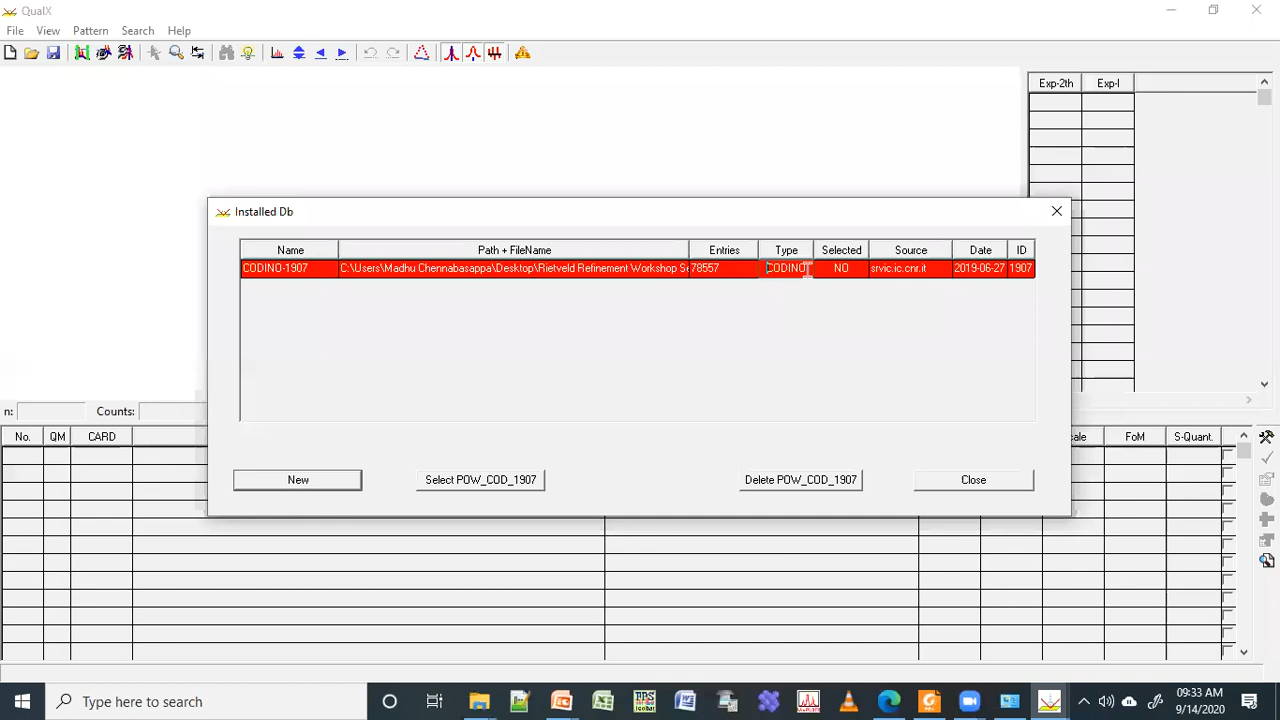 QualX
File View Pattern Search Help
Exp-2th Exp-I
Installed Db
Name Path + FileName Entries Type Selected Source Date ID
CODINO-1907 C:\Users\Madhu Chennabasappa\Desktop\Rietveld Refinement Workshop Se 78557 CODINO NO srvic.ic.cnr.it 2019-06-27 1907
n: Counts:
No. QM CARD cale FoM S-Quant.
New Select POW_COD_1907 Delete POW_COD_1907 Close
Type here to search
09:33 AM
9/14/2020